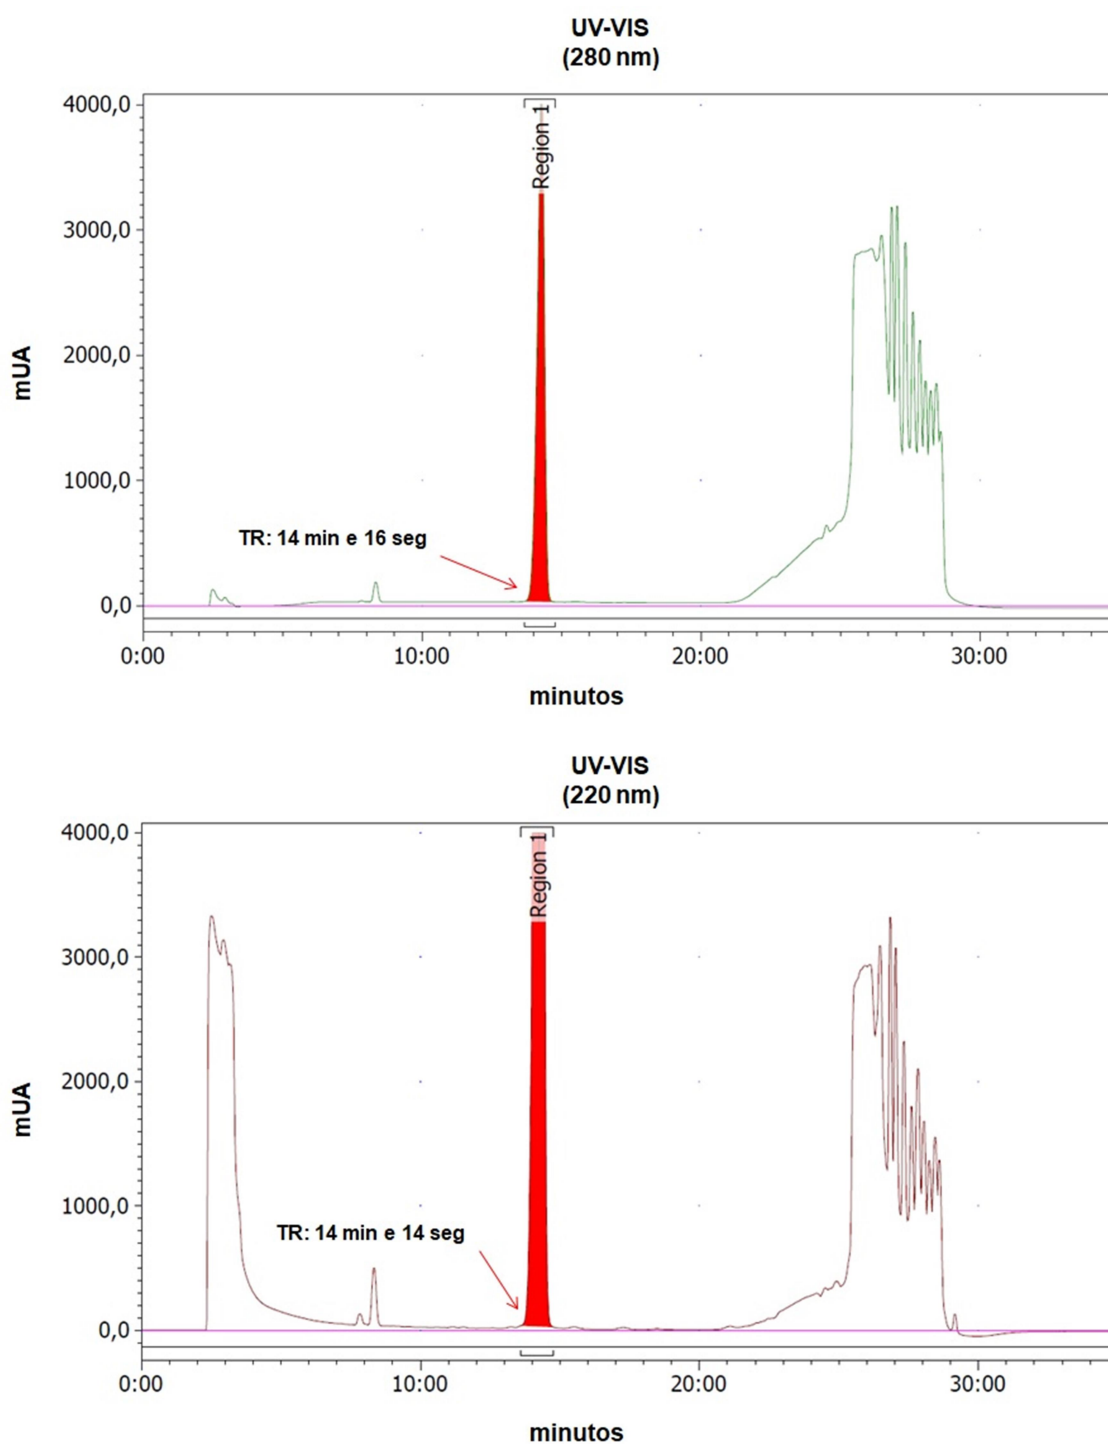 UV-VIS
(280 nm)
4000,0
Region 1
3000,0
2000,0
mUA
1000,0
TR: 14 min e 16 seg
0,0
0:00 10:00 20:00 30:00
minutos
UV-VIS
(220 nm)
4000,0
Region 1
3000,0
2000,0
mUA
1000,0
TR: 14 min e 14 seg
0,0
0:00 10:00 20:00 30:00
minutos